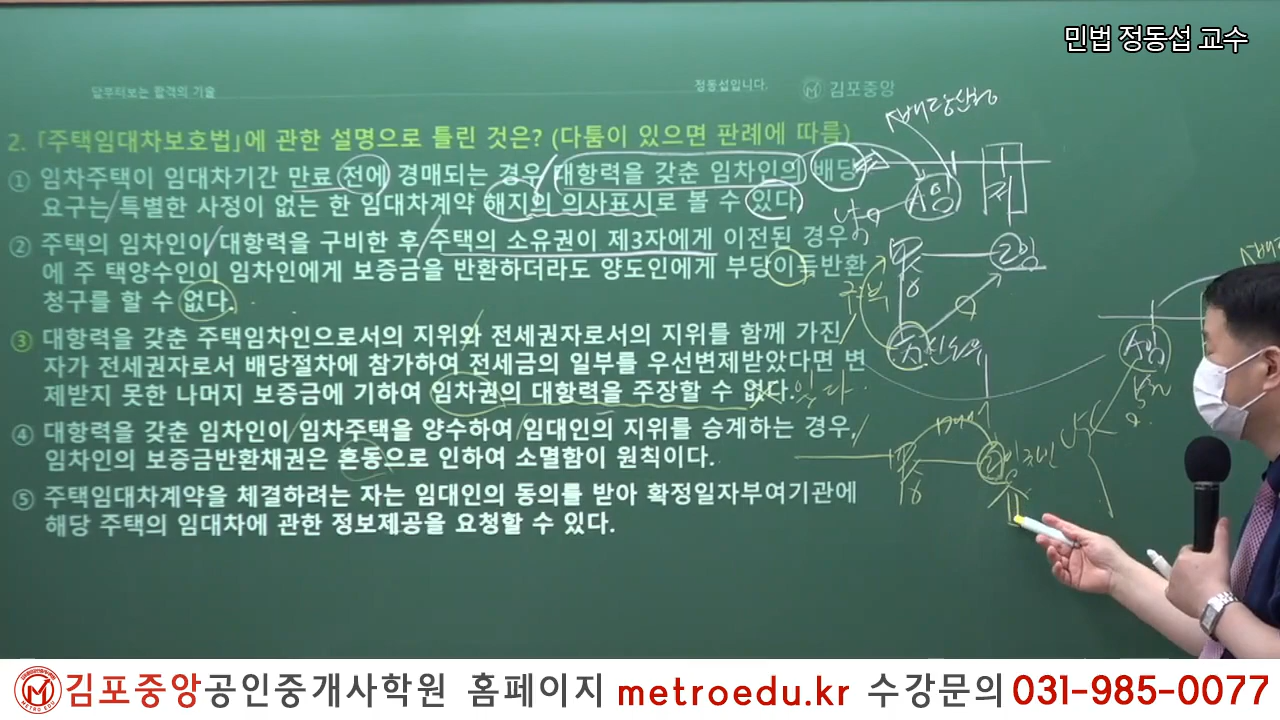 민법 정동섭 교수
답부터보는 합격의 기술
정동섭입니다.
김포중앙
2. 「주택임대차보호법」에 관한 설명으로 틀린 것은? (다툼이 있으면 판례에 따름)
① 임차주택이 임대차기간 만료 전에 경매되는 경우 대항력을 갖춘 임차인의 배당
요구는 특별한 사정이 없는 한 임대차계약 해지의 의사표시로 볼 수 있다.
② 주택의 임차인이 대항력을 구비한 후 주택의 소유권이 제3자에게 이전된 경우
에 주 택양수인이 임차인에게 보증금을 반환하더라도 양도인에게 부당이득반환
청구를 할 수 없다.
③ 대항력을 갖춘 주택임차인으로서의 지위와 전세권자로서의 지위를 함께 가진
자가 전세권자로서 배당절차에 참가하여 전세금의 일부를 우선변제받았다면 변
제받지 못한 나머지 보증금에 기하여 임차권의 대항력을 주장할 수 없다. 있다
④ 대항력을 갖춘 임차인이 임차주택을 양수하여 임대인의 지위를 승계하는 경우,
임차인의 보증금반환채권은 혼동으로 인하여 소멸함이 원칙이다.
⑤ 주택임대차계약을 체결하려는 자는 임대인의 동의를 받아 확정일자부여기관에
해당 주택의 임대차에 관한 정보제공을 요청할 수 있다.
배당신청
김포중앙공인중개사학원 홈페이지 metroedu.kr 수강문의 031-985-0077